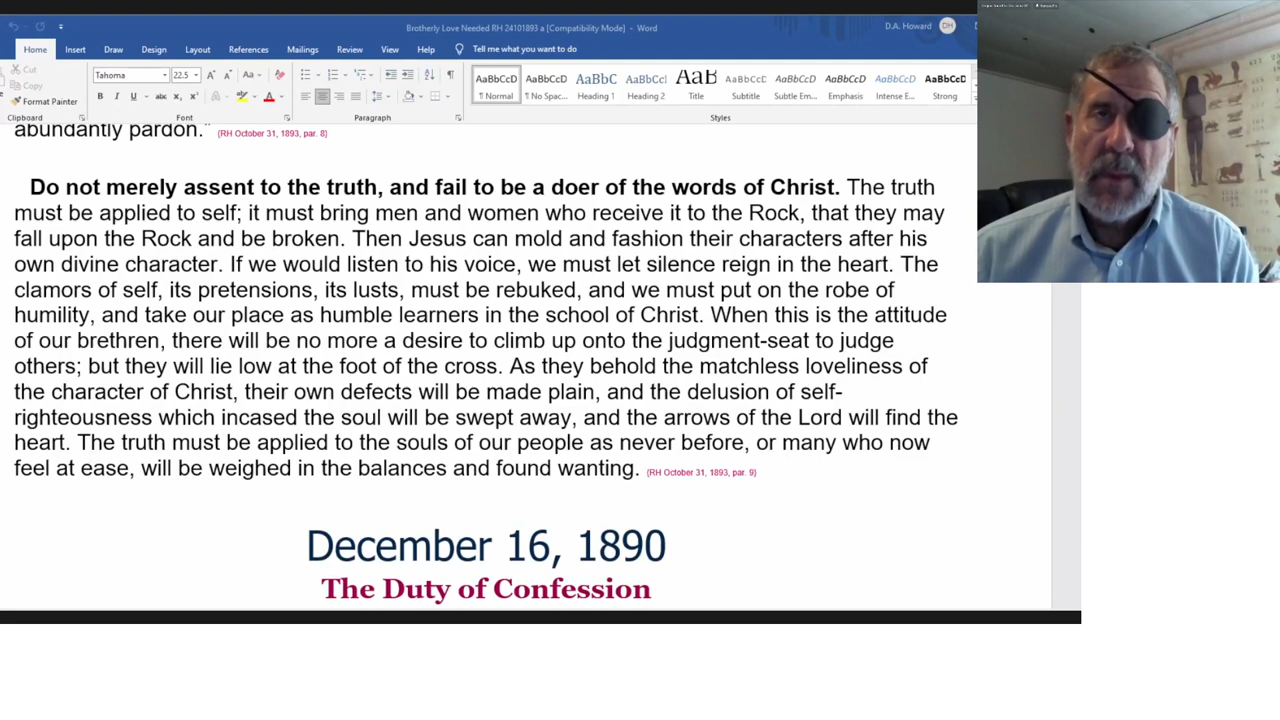 Brotherly Love Needed RH 24101893 a [Compatibility Mode] - Word
D.A. Howard
DH
Home Insert Draw Design Layout References Mailings Review View Help Tell me what you want to do
Cut
Copy
Format Painter
Tahoma 22.5
AaBbCcD AaBbCcD AaBbC AaBbCcI AaB AaBbCcD AaBbCcD AaBbCcD AaBbCcD AaBbCcD
¶ Normal ¶ No Spac... Heading 1 Heading 2 Title Subtitle Subtle Em... Emphasis Intense E... Strong
Clipboard Font Paragraph Styles
abundantly pardon." (RH October 31, 1893, par. 8)
Do not merely assent to the truth, and fail to be a doer of the words of Christ. The truth
must be applied to self; it must bring men and women who receive it to the Rock, that they may
fall upon the Rock and be broken. Then Jesus can mold and fashion their characters after his
own divine character. If we would listen to his voice, we must let silence reign in the heart. The
clamors of self, its pretensions, its lusts, must be rebuked, and we must put on the robe of
humility, and take our place as humble learners in the school of Christ. When this is the attitude
of our brethren, there will be no more a desire to climb up onto the judgment-seat to judge
others; but they will lie low at the foot of the cross. As they behold the matchless loveliness of
the character of Christ, their own defects will be made plain, and the delusion of self-
righteousness which incased the soul will be swept away, and the arrows of the Lord will find the
heart. The truth must be applied to the souls of our people as never before, or many who now
feel at ease, will be weighed in the balances and found wanting. (RH October 31, 1893, par. 9)
December 16, 1890
The Duty of Confession